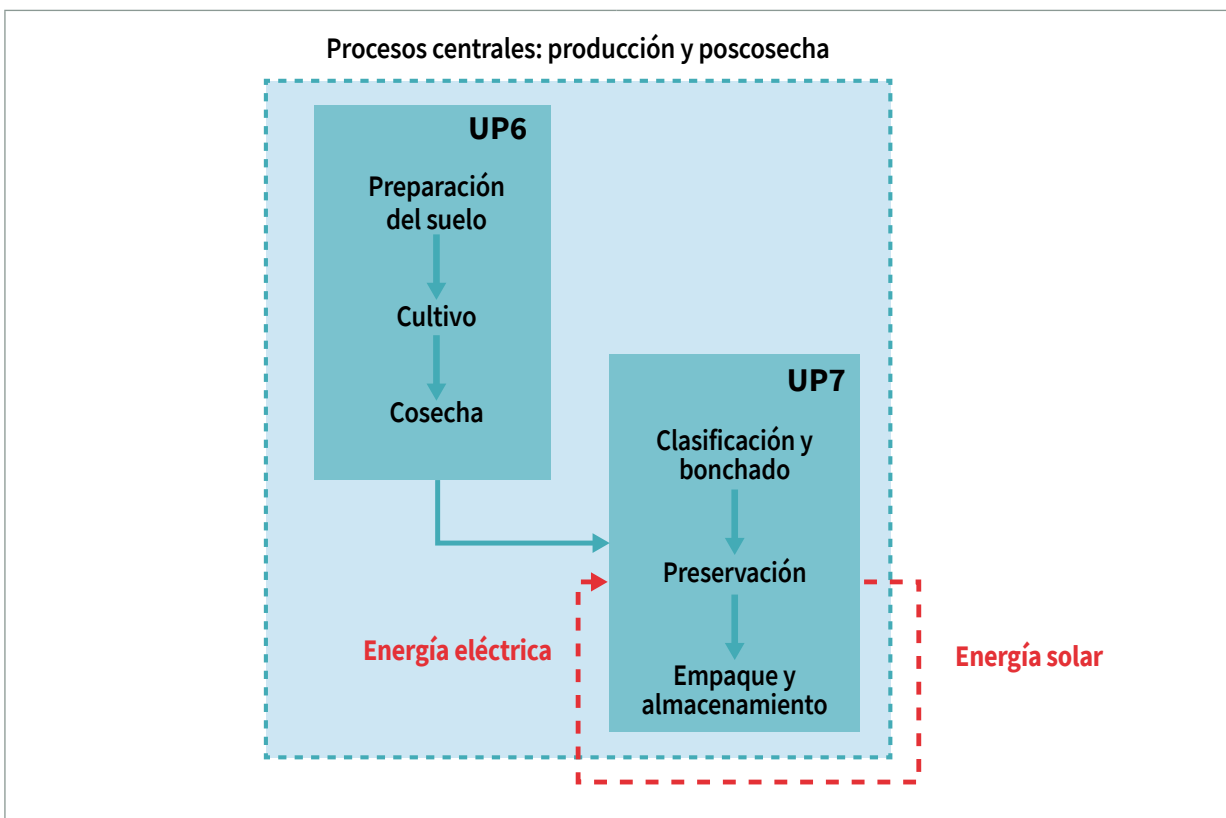 Procesos centrales: producción y poscosecha
UP6
Preparación
del suelo
Cultivo
Cosecha
UP7
Clasificación y
bonchado
Preservación
Empaque y
almacenamiento
Energía eléctrica
Energía solar